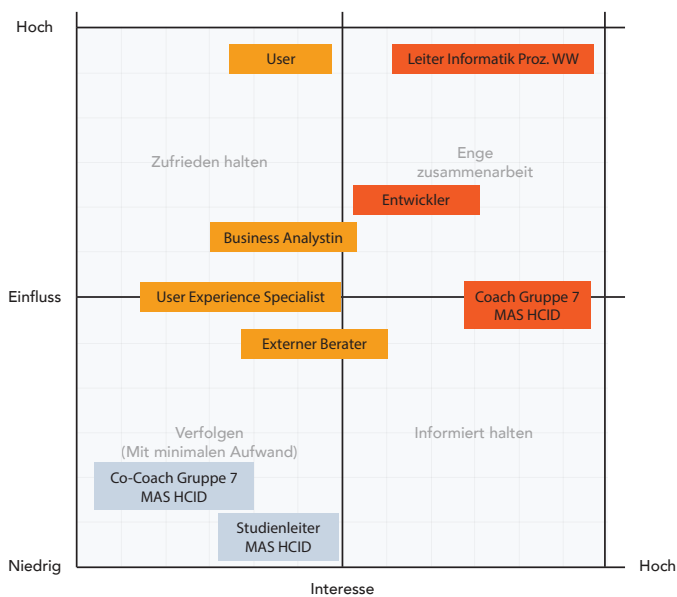 Hoch
User
Leiter Informatik Proz. WW
Zufrieden halten
Enge
zusammenarbeit
Entwickler
Business Analystin
Einfluss
User Experience Specialist
Coach Gruppe 7
MAS HCID
Externer Berater
Verfolgen
(Mit minimalen Aufwand)
Informiert halten
Co-Coach Gruppe 7
MAS HCID
Studienleiter
MAS HCID
Niedrig
Hoch
Interesse